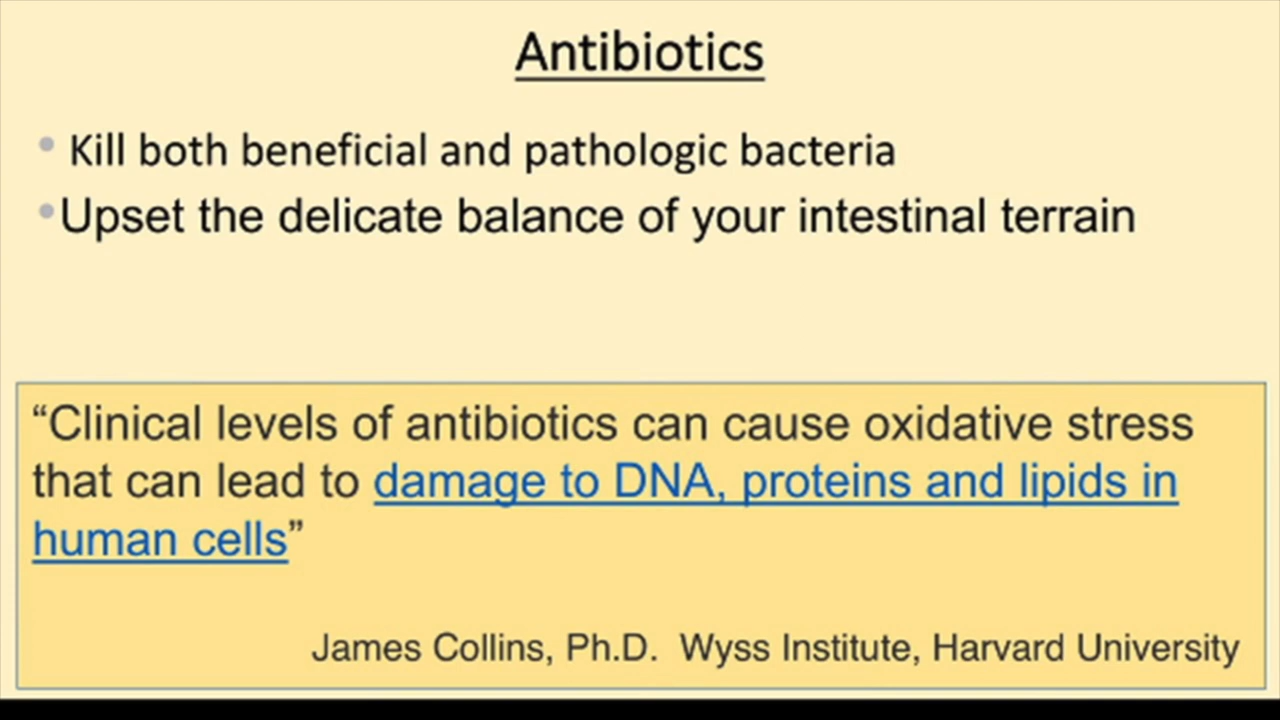 Antibiotics
• Kill both beneficial and pathologic bacteria
• Upset the delicate balance of your intestinal terrain
“Clinical levels of antibiotics can cause oxidative stress
that can lead to damage to DNA, proteins and lipids in
human cells”
James Collins, Ph.D. Wyss Institute, Harvard University